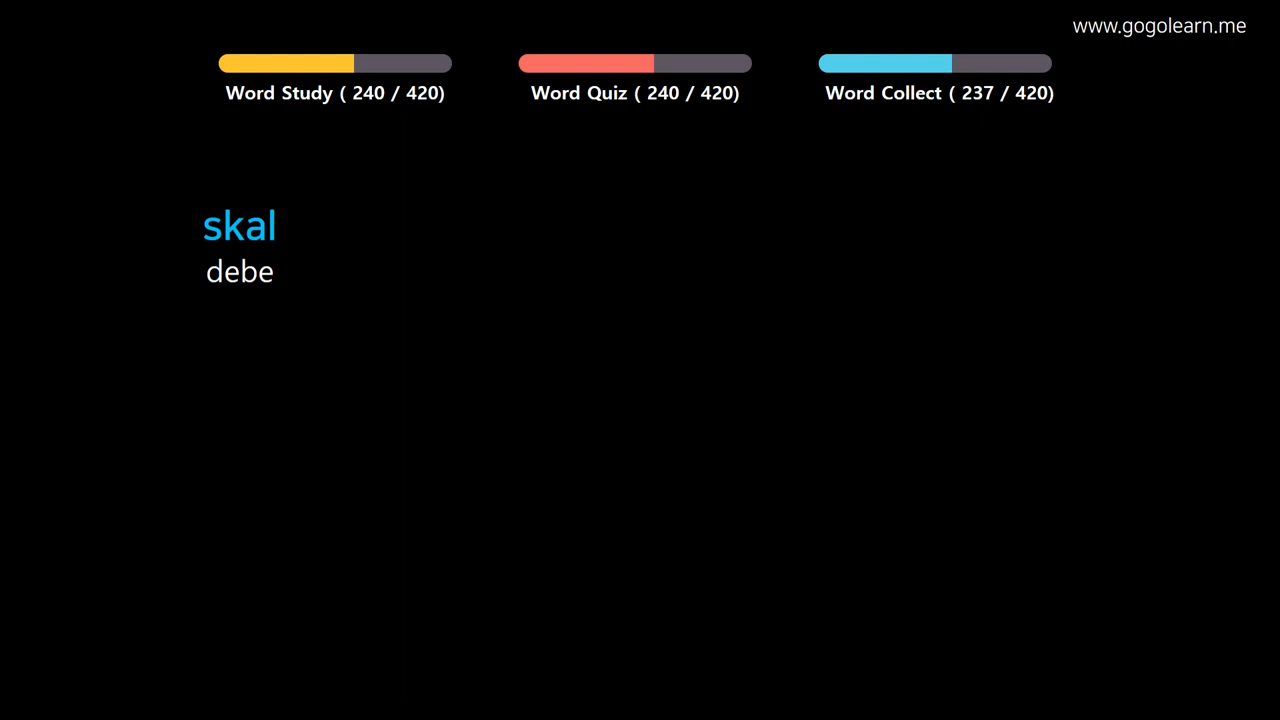 www.gogolearn.me
Word Study ( 240 / 420)
Word Quiz ( 240 / 420)
Word Collect ( 237 / 420)
skal
debe